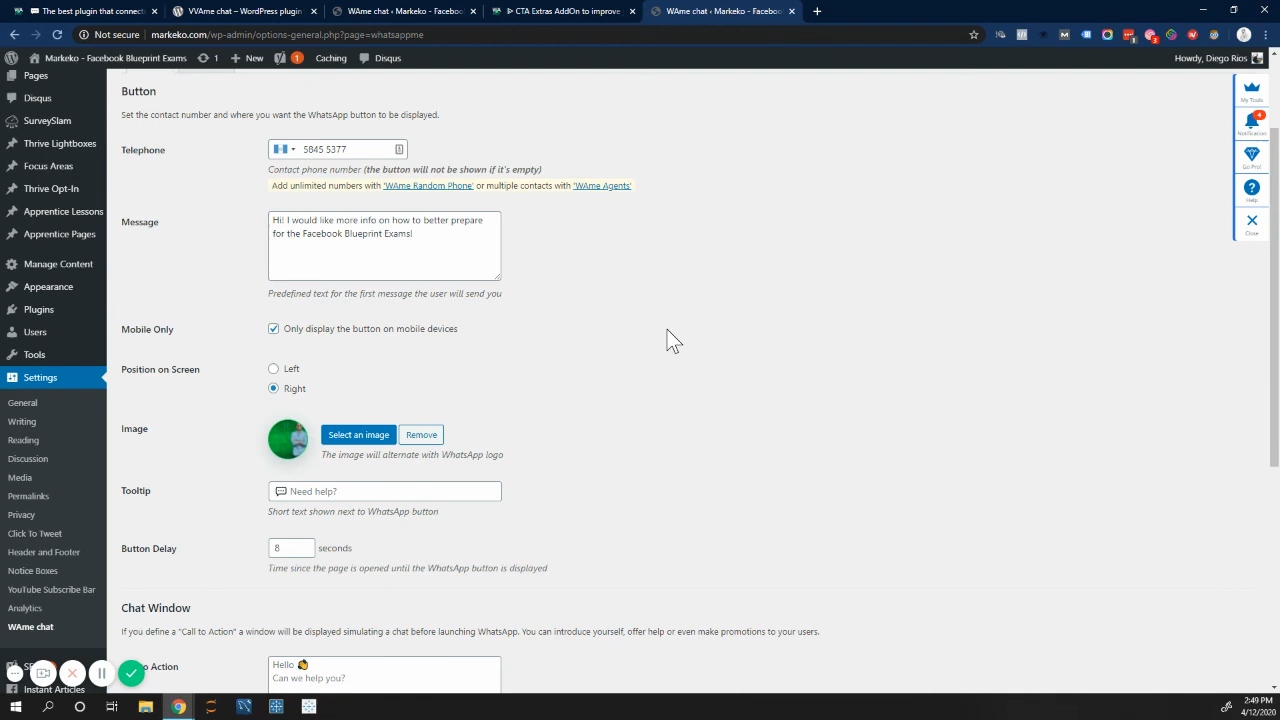 The best plugin that connect
VVAme chat – WordPress plugin
WAme chat ‹ Markeko - Facebook
▷ CTA Extras AddOn to improve
WAme chat ‹ Markeko - Facebook
Not secure | markeko.com/wp-admin/options-general.php?page=whatsappme
Markeko - Facebook Blueprint Exams
1
New
1
Caching
Disqus
Howdy, Diego Rios
Pages
Disqus
SurveySlam
Thrive Lightboxes
Focus Areas
Thrive Opt-In
Apprentice Lessons
Apprentice Pages
Manage Content
Appearance
Plugins
Users
Tools
Settings
General
Writing
Reading
Discussion
Media
Permalinks
Privacy
Click To Tweet
Header and Footer
Notice Boxes
YouTube Subscribe Bar
Analytics
WAme chat
Instant Articles
Button
Set the contact number and where you want the WhatsApp button to be displayed.
Telephone
5845 5377
Contact phone number (the button will not be shown if it's empty)
Add unlimited numbers with 'WAme Random Phone' or multiple contacts with 'WAme Agents'
Message
Hi! I would like more info on how to better prepare
for the Facebook Blueprint Exams!
Predefined text for the first message the user will send you
Mobile Only
Only display the button on mobile devices
Position on Screen
Left
Right
Image
Select an image
Remove
The image will alternate with WhatsApp logo
Tooltip
Need help?
Short text shown next to WhatsApp button
Button Delay
8
seconds
Time since the page is opened until the WhatsApp button is displayed
Chat Window
If you define a "Call to Action" a window will be displayed simulating a chat before launching WhatsApp. You can introduce yourself, offer help or even make promotions to your users.
Action
Hello 👏
Can we help you?
My Tools
4
Notification
Go Pro!
Help
Close
2:49 PM
4/12/2020